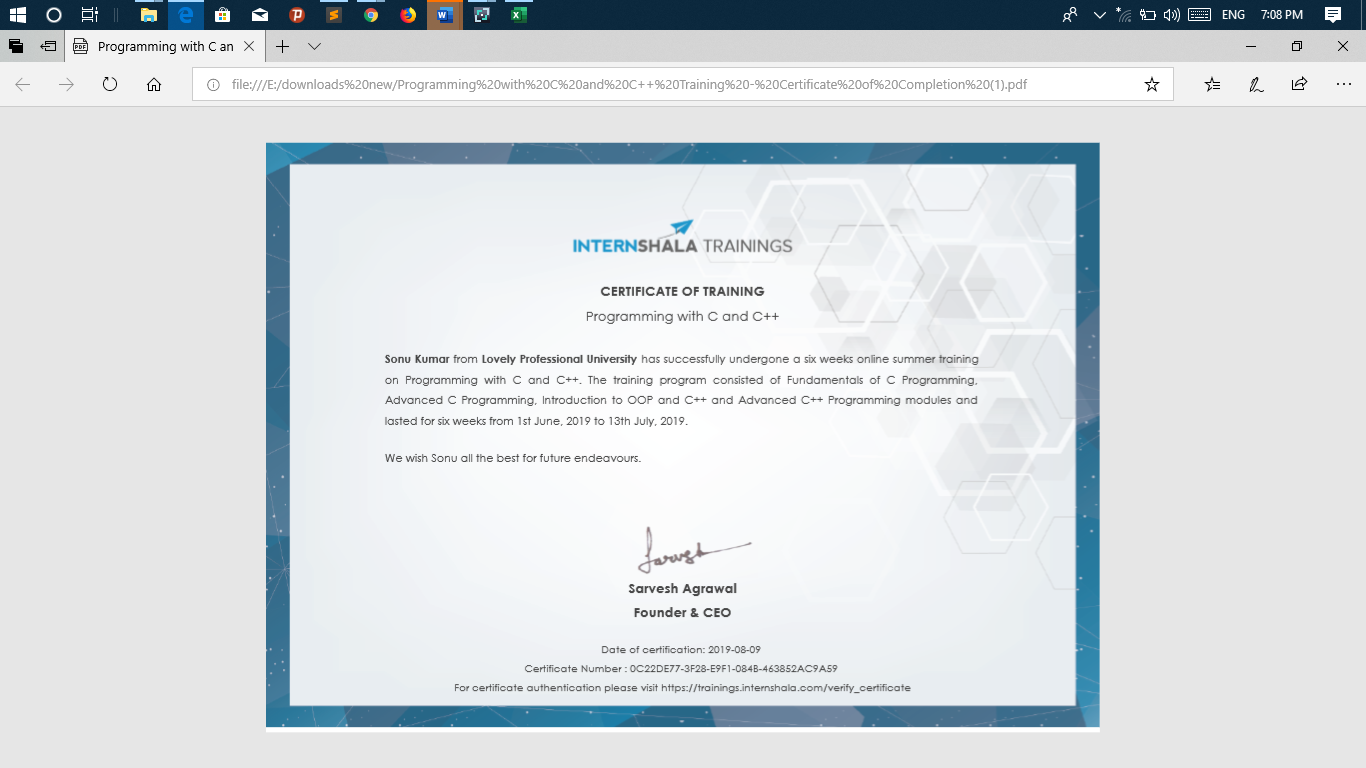 ENG 7:08 PM
Programming with C an
file:///E:/downloads%20new/Programming%20with%20C%20and%20C++%20Training%20-%20Certificate%20of%20Completion%20(1).pdf
INTERNSHALA TRAININGS
CERTIFICATE OF TRAINING
Programming with C and C++
Sonu Kumar from Lovely Professional University has successfully undergone a six weeks online summer training
on Programming with C and C++. The training program consisted of Fundamentals of C Programming,
Advanced C Programming, Introduction to OOP and C++ and Advanced C++ Programming modules and
lasted for six weeks from 1st June, 2019 to 13th July, 2019.
We wish Sonu all the best for future endeavours.
Sarvesh
Sarvesh Agrawal
Founder & CEO
Date of certification: 2019-08-09
Certificate Number : 0C22DE77-3F28-E9F1-084B-463852AC9A59
For certificate authentication please visit https://trainings.internshala.com/verify_certificate